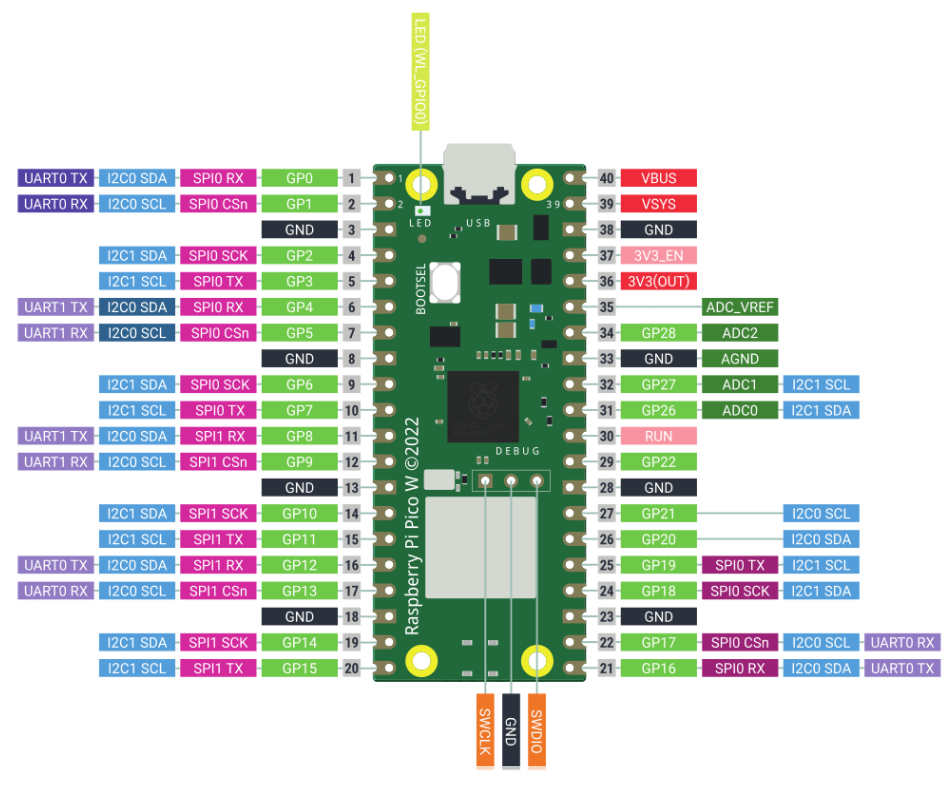 LED (WL_GPIO0)
UART0 TX I2C0 SDA SPI0 RX GP0 1 1 40 VBUS
UART0 RX I2C0 SCL SPI0 CSn GP1 2 2 39 39 VSYS
GND 3 LED USB 38 GND
I2C1 SDA SPI0 SCK GP2 4 37 3V3_EN
I2C1 SCL SPI0 TX GP3 5 BOOTSEL 36 3V3(OUT)
UART1 TX I2C0 SDA SPI0 RX GP4 6 35 ADC_VREF
UART1 RX I2C0 SCL SPI0 CSn GP5 7 34 GP28 ADC2
GND 8 33 GND AGND
I2C1 SDA SPI0 SCK GP6 9 32 GP27 ADC1 I2C1 SCL
I2C1 SCL SPI0 TX GP7 10 31 GP26 ADC0 I2C1 SDA
UART1 TX I2C0 SDA SPI1 RX GP8 11 30 RUN
UART1 RX I2C0 SCL SPI1 CSn GP9 12 DEBUG 29 GP22
GND 13 28 GND
I2C1 SDA SPI1 SCK GP10 14 27 GP21 I2C0 SCL
I2C1 SCL SPI1 TX GP11 15 26 GP20 I2C0 SDA
UART0 TX I2C0 SDA SPI1 RX GP12 16 25 GP19 SPI0 TX I2C1 SCL
UART0 RX I2C0 SCL SPI1 CSn GP13 17 24 GP18 SPI0 SCK I2C1 SDA
GND 18 23 GND
I2C1 SDA SPI1 SCK GP14 19 22 GP17 SPI0 CSn I2C0 SCL UART0 RX
I2C1 SCL SPI1 TX GP15 20 21 GP16 SPI0 RX I2C0 SDA UART0 TX
Raspberry Pi Pico W ©2022
SWCLK GND SWDIO